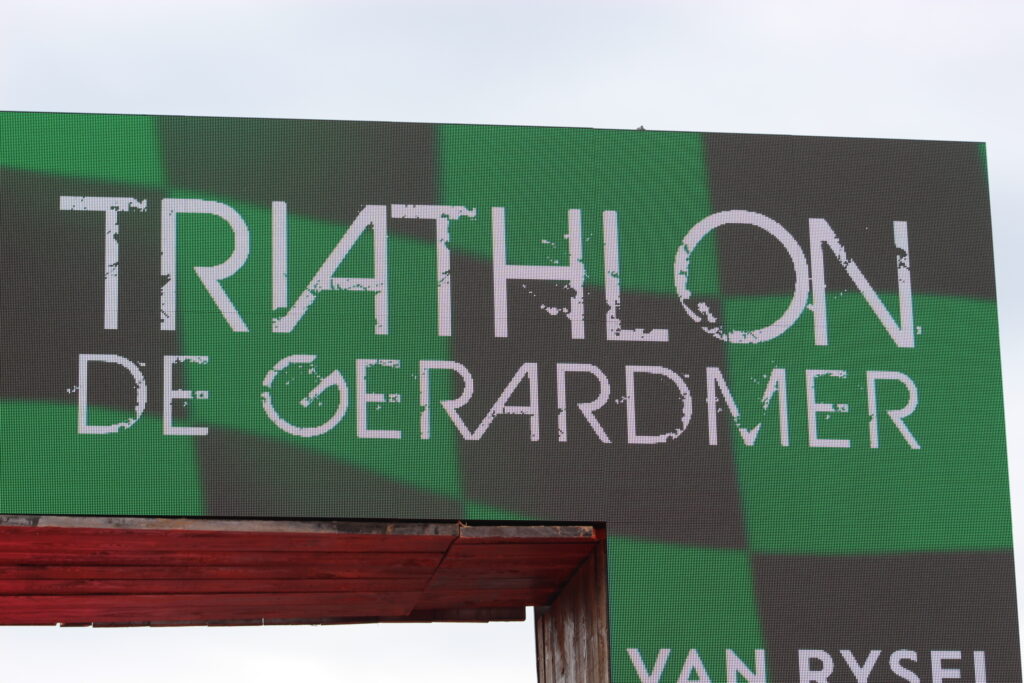 TRIATHLON
DE GERARDMER
VAN RYSEL